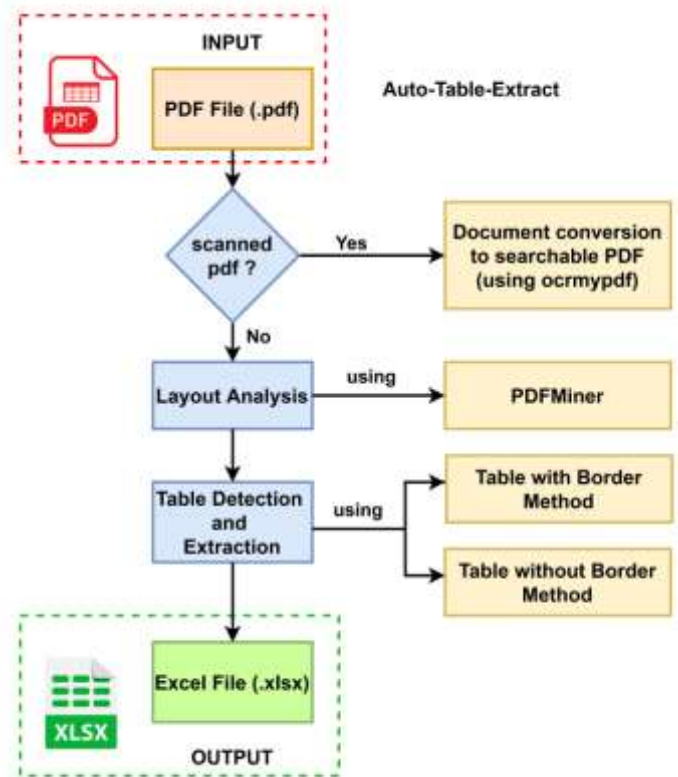 INPUT
PDF
PDF File (.pdf)
Auto-Table-Extract
scanned
pdf ?
Yes
Document conversion
to searchable PDF
(using ocrmypdf)
No
Layout Analysis
using
PDFMiner
Table Detection
and
Extraction
using
Table with Border
Method
Table without Border
Method
Excel File (.xlsx)
XLSX
OUTPUT